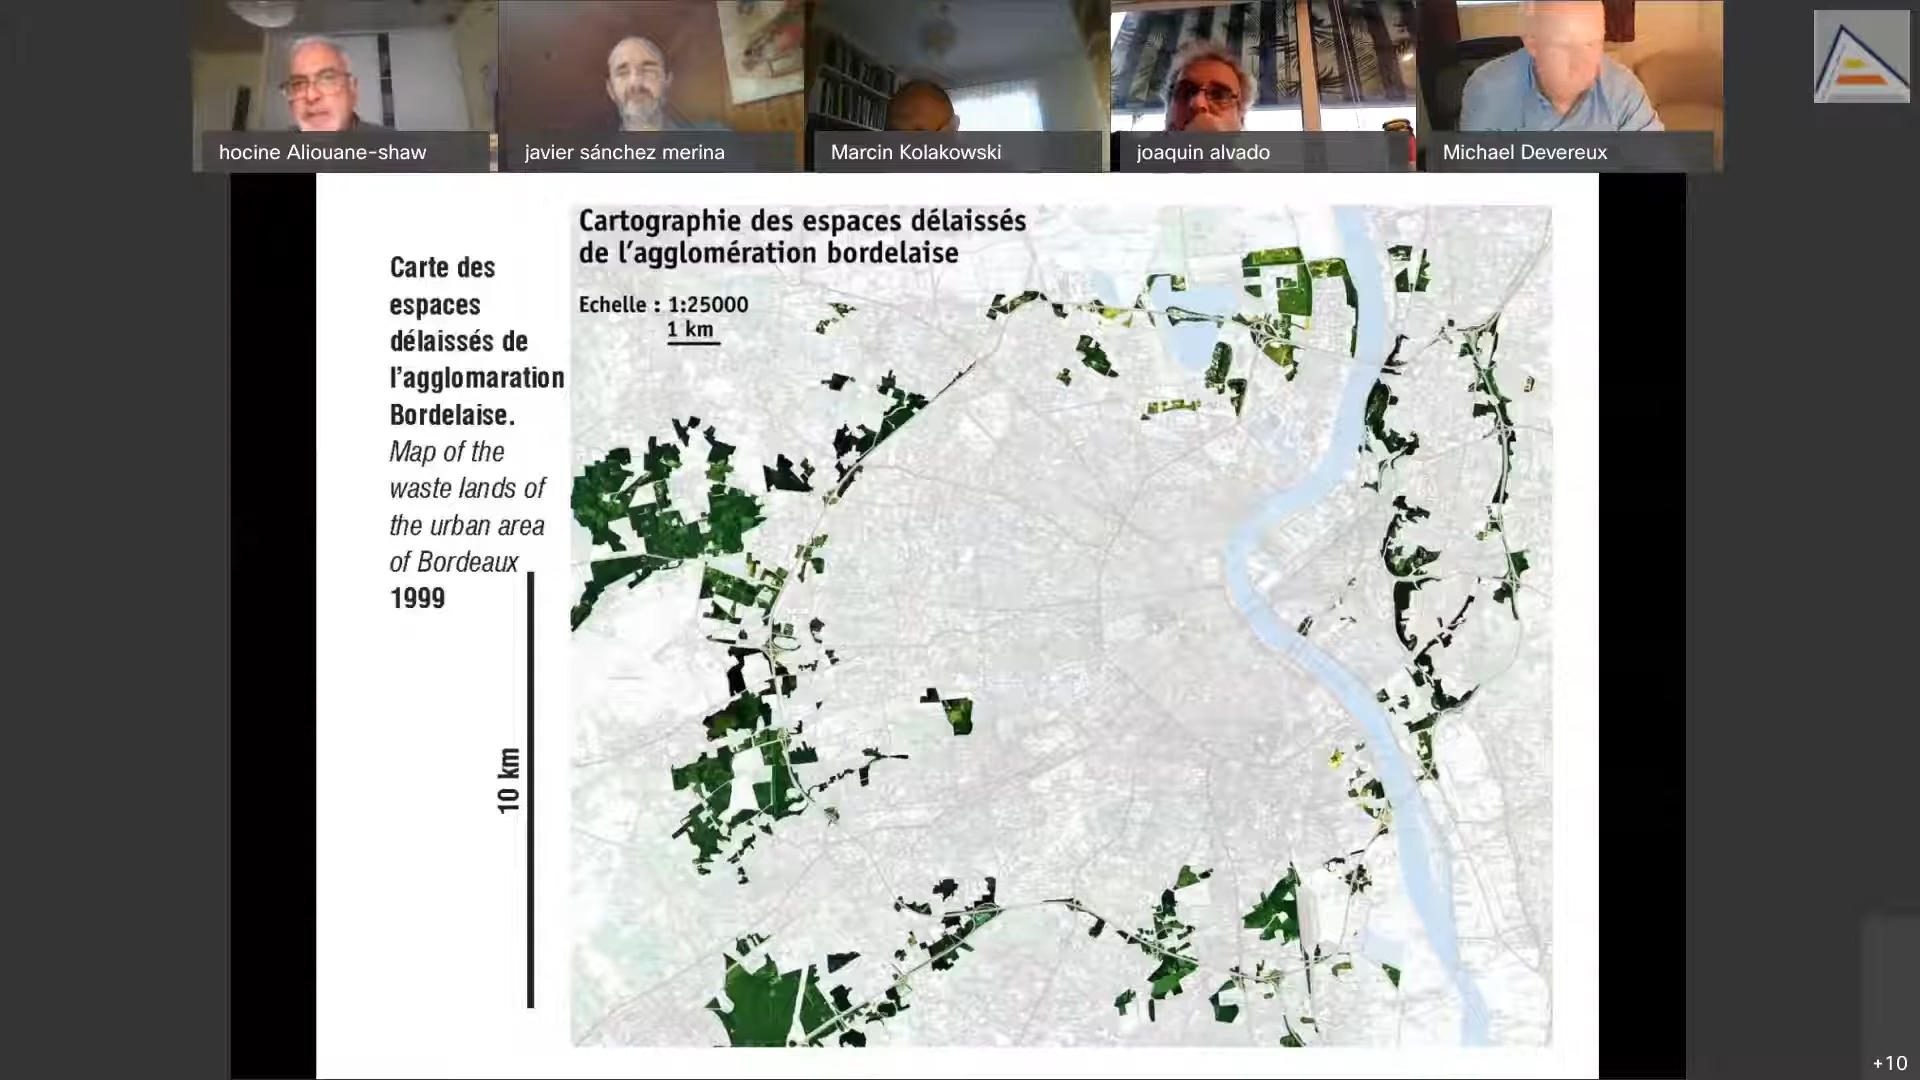 hocine Aliouane-shaw
javier sánchez merina
Marcin Kolakowski
joaquin alvado
Michael Devereux
Cartographie des espaces délaissés
de l'agglomération bordelaise
Echelle : 1:25000
1 km
Carte des
espaces
délaissés de
l'agglomaration
Bordelaise.
Map of the
waste lands of
the urban area
of Bordeaux
1999
10 km
+10